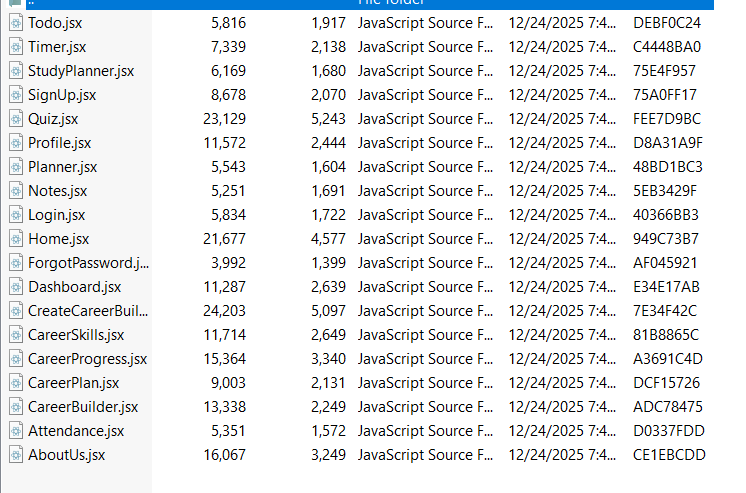 .. File folder
Todo.jsx 5,816 1,917 JavaScript Source F... 12/24/2025 7:4... DEBF0C24
Timer.jsx 7,339 2,138 JavaScript Source F... 12/24/2025 7:4... C4448BA0
StudyPlanner.jsx 6,169 1,680 JavaScript Source F... 12/24/2025 7:4... 75E4F957
SignUp.jsx 8,678 2,070 JavaScript Source F... 12/24/2025 7:4... 75A0FF17
Quiz.jsx 23,129 5,243 JavaScript Source F... 12/24/2025 7:4... FEE7D9BC
Profile.jsx 11,572 2,444 JavaScript Source F... 12/24/2025 7:4... D8A31A9F
Planner.jsx 5,543 1,604 JavaScript Source F... 12/24/2025 7:4... 48BD1BC3
Notes.jsx 5,251 1,691 JavaScript Source F... 12/24/2025 7:4... 5EB3429F
Login.jsx 5,834 1,722 JavaScript Source F... 12/24/2025 7:4... 40366BB3
Home.jsx 21,677 4,577 JavaScript Source F... 12/24/2025 7:4... 949C73B7
ForgotPassword.j... 3,992 1,399 JavaScript Source F... 12/24/2025 7:4... AF045921
Dashboard.jsx 11,287 2,639 JavaScript Source F... 12/24/2025 7:4... E34E17AB
CreateCareerBuil... 24,203 5,097 JavaScript Source F... 12/24/2025 7:4... 7E34F42C
CareerSkills.jsx 11,714 2,649 JavaScript Source F... 12/24/2025 7:4... 81B8865C
CareerProgress.jsx 15,364 3,340 JavaScript Source F... 12/24/2025 7:4... A3691C4D
CareerPlan.jsx 9,003 2,131 JavaScript Source F... 12/24/2025 7:4... DCF15726
CareerBuilder.jsx 13,338 2,249 JavaScript Source F... 12/24/2025 7:4... ADC78475
Attendance.jsx 5,351 1,572 JavaScript Source F... 12/24/2025 7:4... D0337FDD
AboutUs.jsx 16,067 3,249 JavaScript Source F... 12/24/2025 7:4... CE1EBCDD